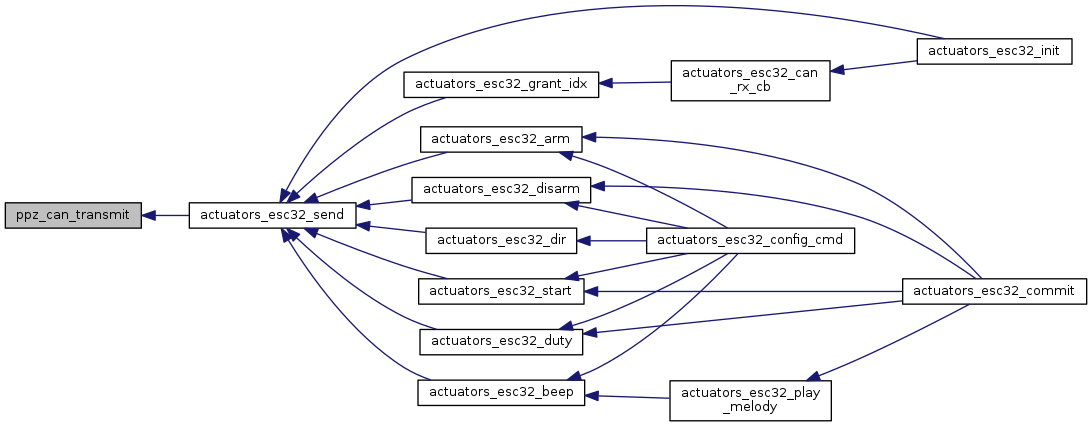 actuators_esc32_init
actuators_esc32_can
_rx_cb
actuators_esc32_grant_idx
actuators_esc32_arm
actuators_esc32_disarm
ppz_can_transmit
actuators_esc32_send
actuators_esc32_dir
actuators_esc32_config_cmd
actuators_esc32_start
actuators_esc32_commit
actuators_esc32_duty
actuators_esc32_beep
actuators_esc32_play
_melody